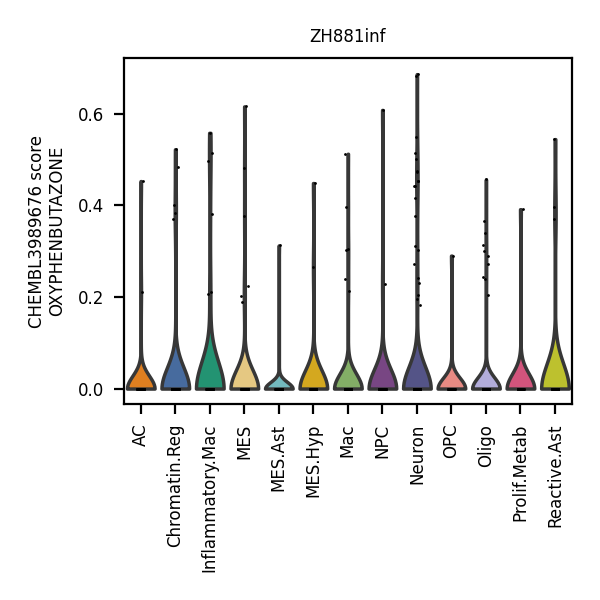 ZH881inf
CHEMBL3989676 score
OXYPHENBUTAZONE
0.6
0.4
0.2
0.0
AC
Chromatin.Reg
Inflammatory.Mac
MES
MES.Ast
MES.Hyp
Mac
NPC
Neuron
OPC
Oligo
Prolif.Metab
Reactive.Ast